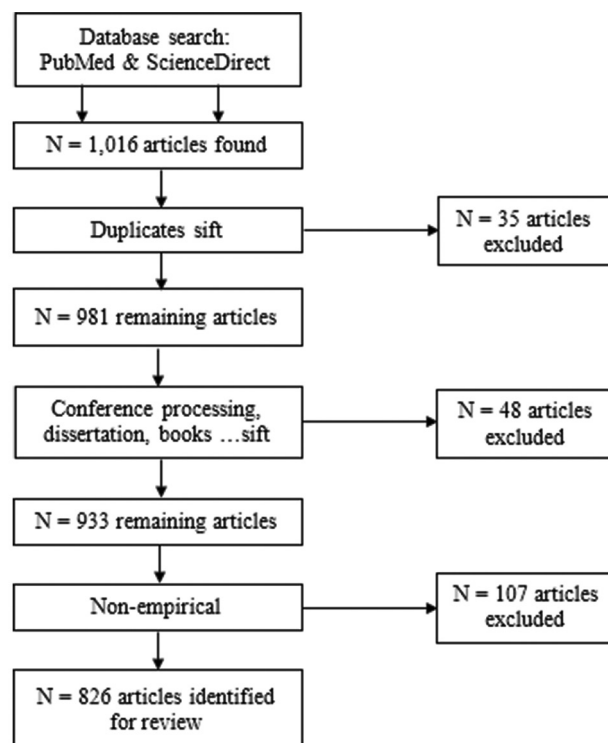 Database search:
PubMed & ScienceDirect
N = 1,016 articles found
Duplicates sift
N = 35 articles
excluded
N = 981 remaining articles
Conference processing,
dissertation, books …sift
N = 48 articles
excluded
N = 933 remaining articles
Non-empirical
N = 107 articles
excluded
N = 826 articles identified
for review